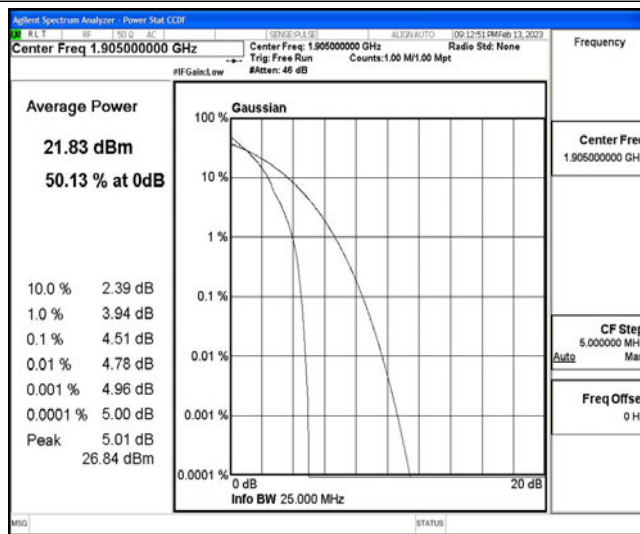 Agilent Spectrum Analyzer - Power Stat CCDF
RLT RF 50 Ω AC SENSE:PULSE ALIGN AUTO 09:12:51 PM Feb 13, 2023
Center Freq 1.905000000 GHz
Center Freq: 1.905000000 GHz Radio Std: None
Trig: Free Run Counts:1.00 M/1.00 Mpt
#IFGain:Low #Atten: 46 dB
Frequency
Average Power
21.83 dBm
50.13 % at 0dB
10.0 % 2.39 dB
1.0 % 3.94 dB
0.1 % 4.51 dB
0.01 % 4.78 dB
0.001 % 4.96 dB
0.0001 % 5.00 dB
Peak 5.01 dB
26.84 dBm
Gaussian
100 %
10 %
1 %
0.1 %
0.01 %
0.001 %
0.0001 %
0 dB 20 dB
Info BW 25.000 MHz
Center Fre
1.905000000 GH
CF Step
5.000000 MH
Auto Ma
Freq Offse
0 H
MSG STATUS